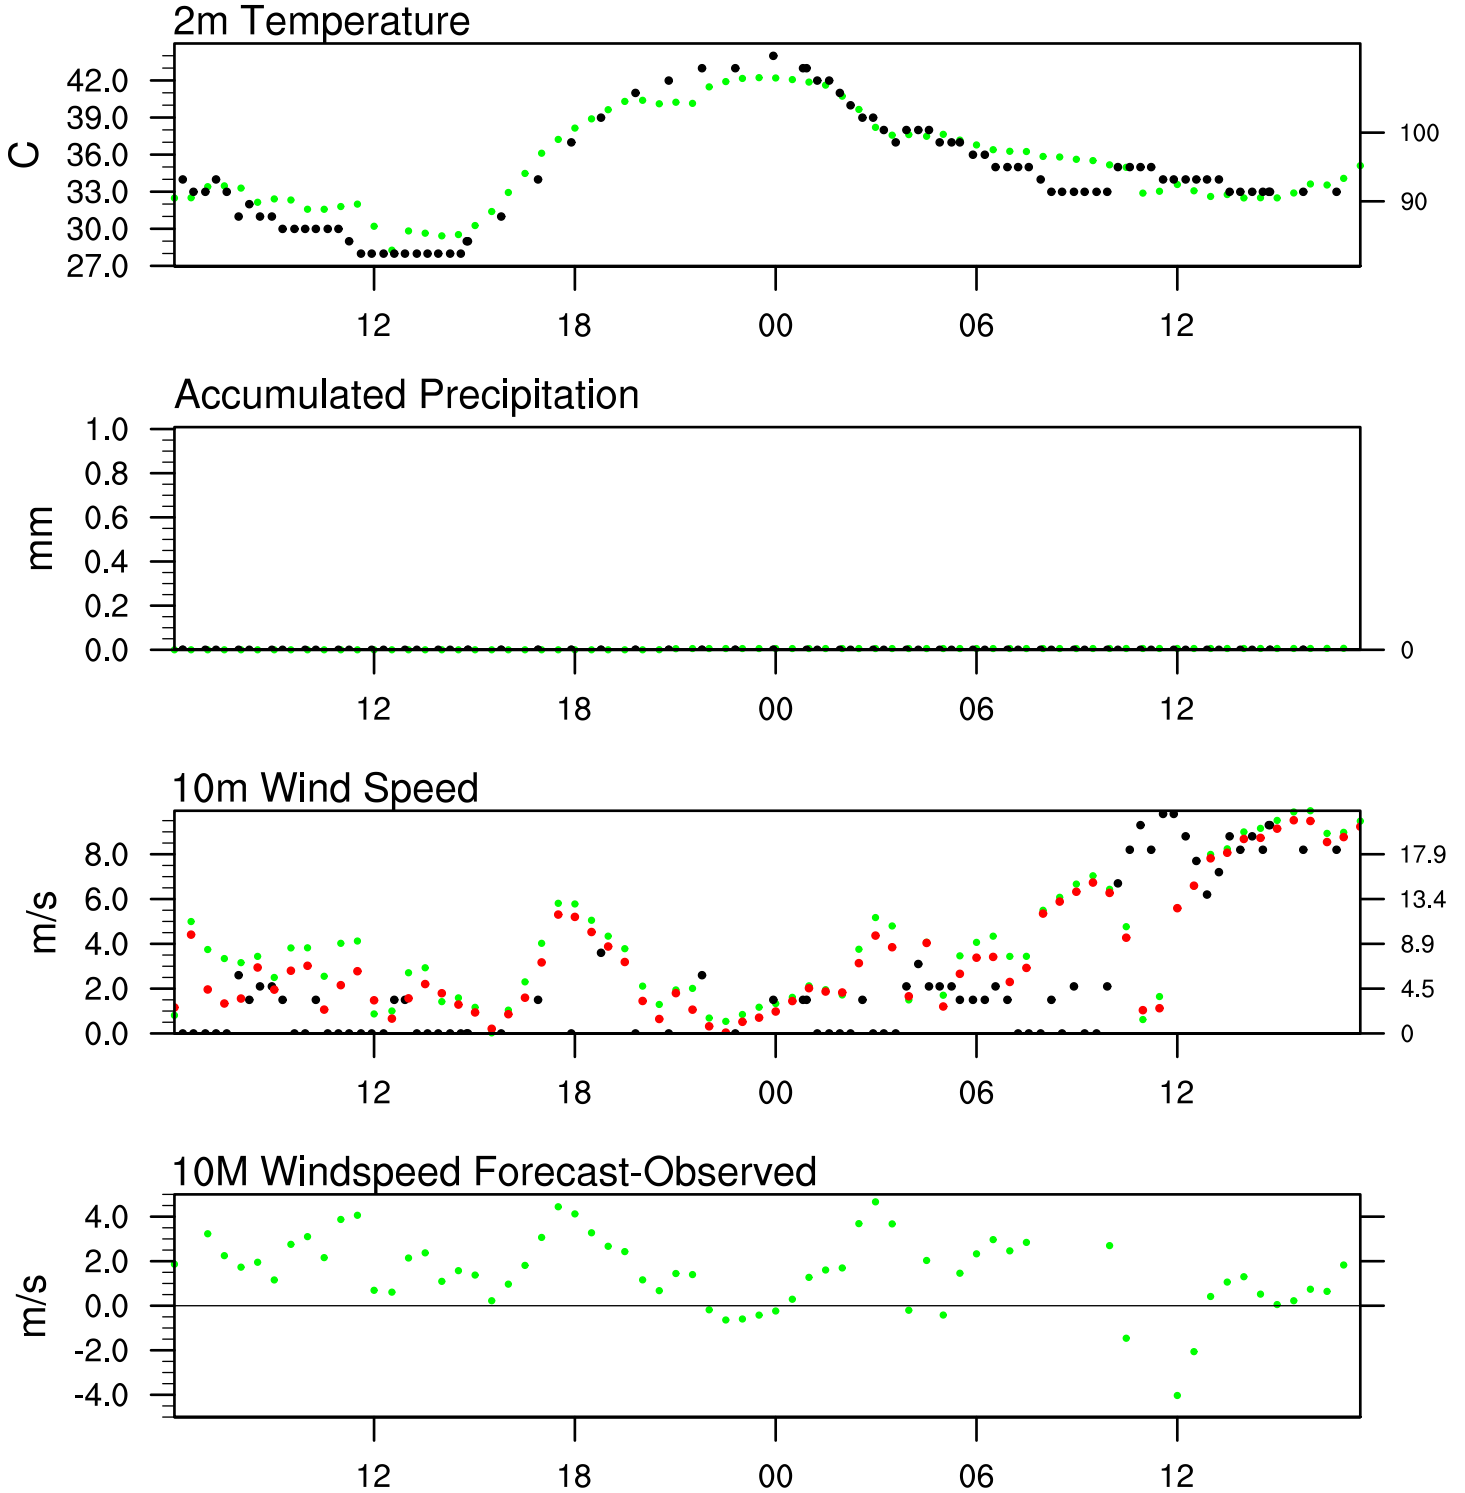 2m Temperature
42.0
39.0
36.0
33.0
30.0
27.0
C
100
90
12 18 00 06 12
Accumulated Precipitation
1.0
0.8
0.6
0.4
0.2
0.0
mm
0
12 18 00 06 12
10m Wind Speed
8.0
6.0
4.0
2.0
0.0
m/s
17.9
13.4
8.9
4.5
0
12 18 00 06 12
10M Windspeed Forecast-Observed
4.0
2.0
0.0
-2.0
-4.0
m/s
12 18 00 06 12